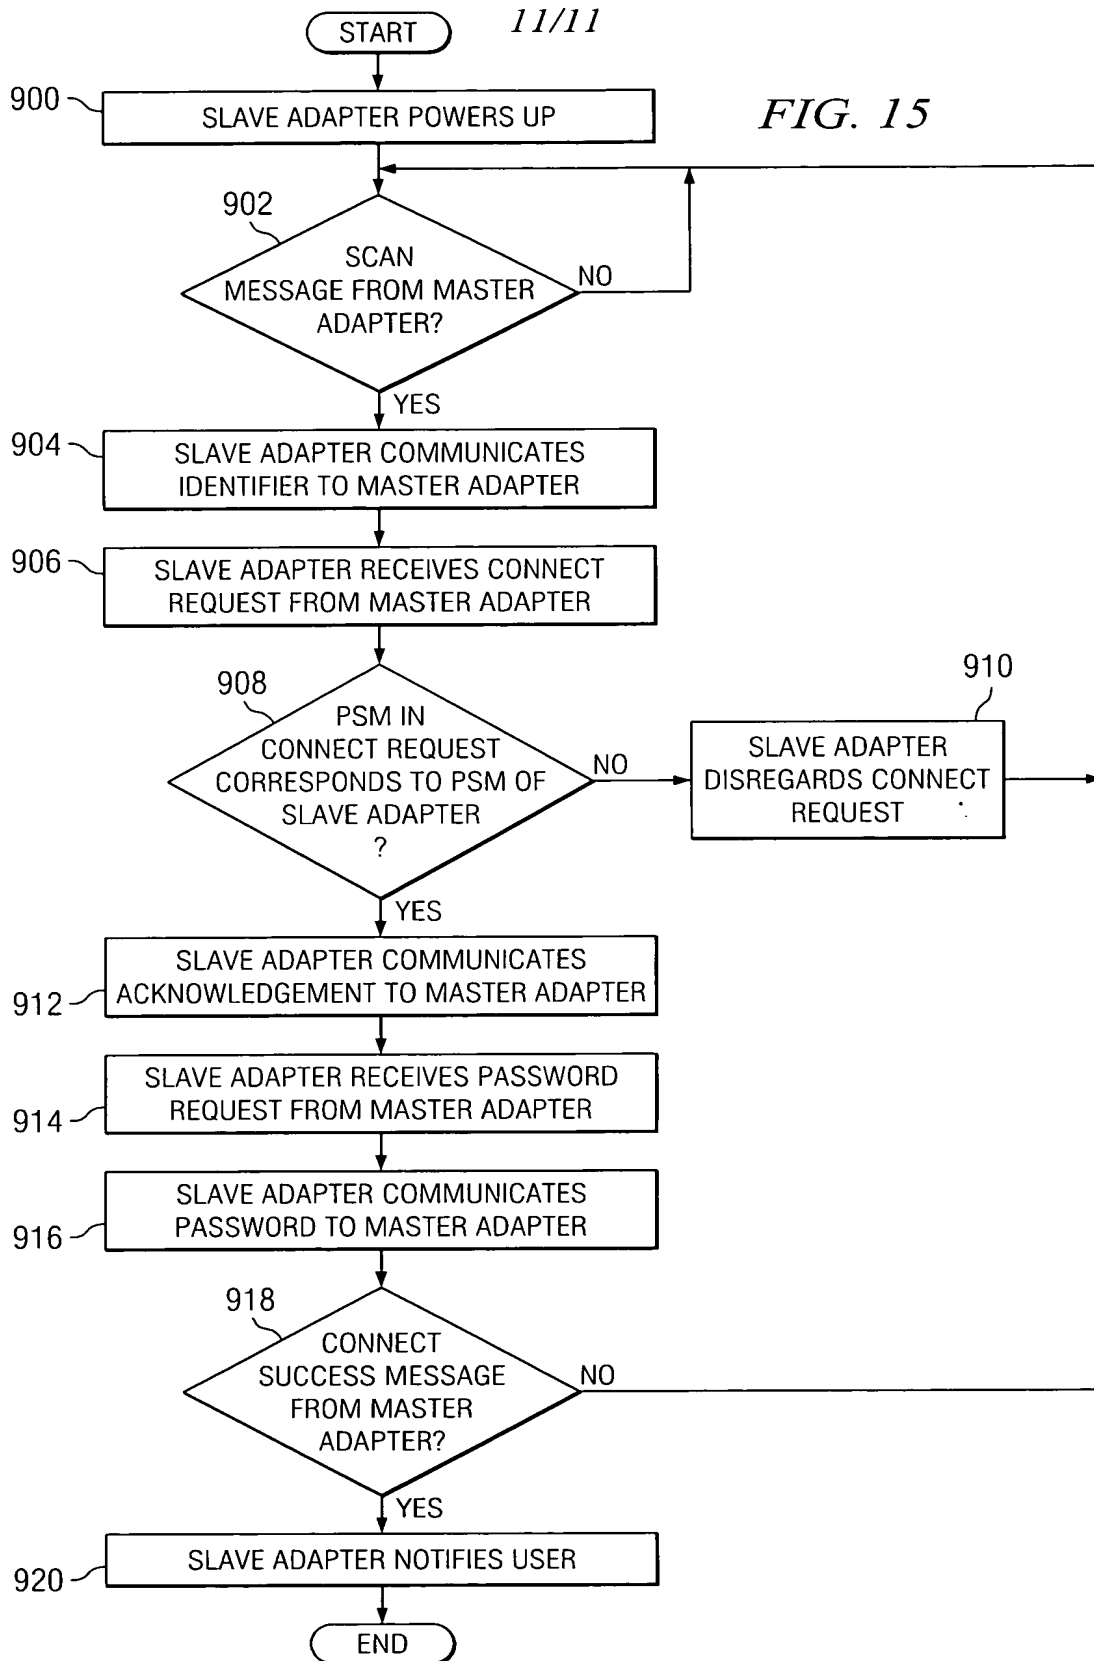 11/11
START
FIG. 15
900
SLAVE ADAPTER POWERS UP
902
SCAN
MESSAGE FROM MASTER
ADAPTER?
NO
YES
904
SLAVE ADAPTER COMMUNICATES
IDENTIFIER TO MASTER ADAPTER
906
SLAVE ADAPTER RECEIVES CONNECT
REQUEST FROM MASTER ADAPTER
908
PSM IN
CONNECT REQUEST
CORRESPONDS TO PSM OF
SLAVE ADAPTER
?
NO
910
SLAVE ADAPTER
DISREGARDS CONNECT
REQUEST
YES
912
SLAVE ADAPTER COMMUNICATES
ACKNOWLEDGEMENT TO MASTER ADAPTER
914
SLAVE ADAPTER RECEIVES PASSWORD
REQUEST FROM MASTER ADAPTER
916
SLAVE ADAPTER COMMUNICATES
PASSWORD TO MASTER ADAPTER
918
CONNECT
SUCCESS MESSAGE
FROM MASTER
ADAPTER?
NO
YES
920
SLAVE ADAPTER NOTIFIES USER
END